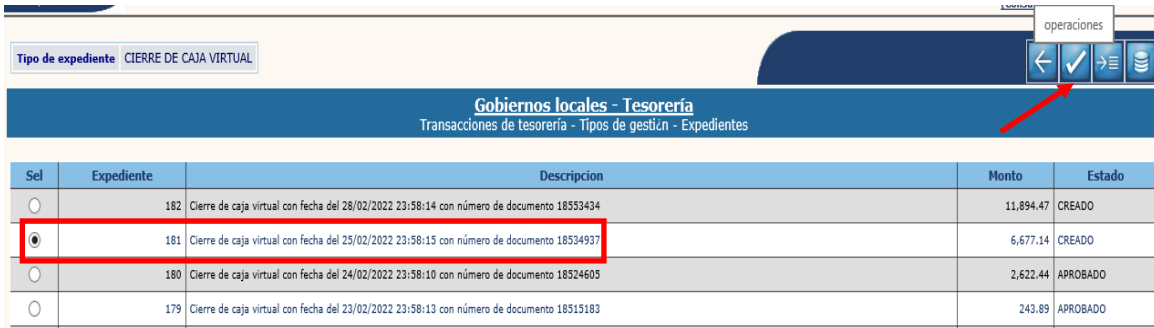 operaciones
Tipo de expediente CIERRE DE CAJA VIRTUAL
Gobiernos locales - Tesorería
Transacciones de tesorería - Tipos de gestión - Expedientes
Sel Expediente Descripcion Monto Estado
182 Cierre de caja virtual con fecha del 28/02/2022 23:58:14 con número de documento 18553434 11,894.47 CREADO
181 Cierre de caja virtual con fecha del 25/02/2022 23:58:15 con número de documento 18534937 6,677.14 CREADO
180 Cierre de caja virtual con fecha del 24/02/2022 23:58:10 con número de documento 18524605 2,622.44 APROBADO
179 Cierre de caja virtual con fecha del 23/02/2022 23:58:13 con número de documento 18515183 243.89 APROBADO